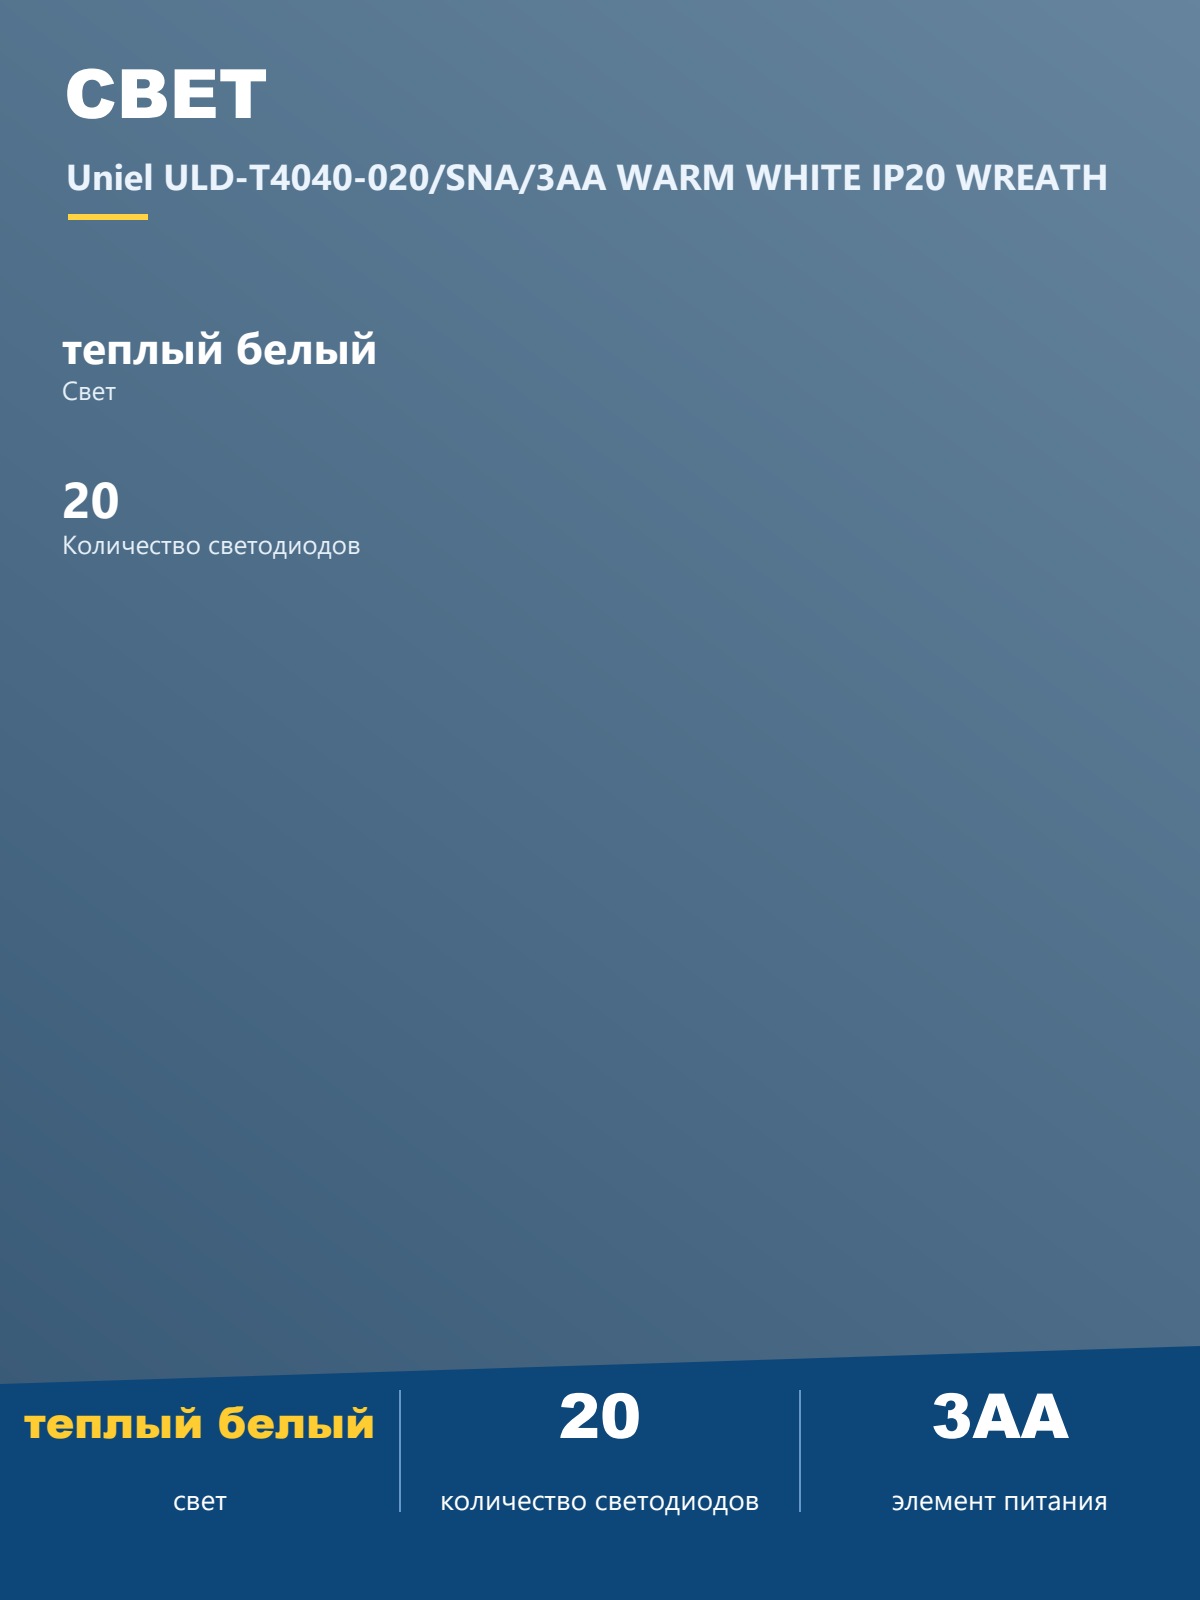 СВЕТ
Uniel ULD-T4040-020/SNA/3AA WARM WHITE IP20 WREATH
теплый белый
Свет
20
Количество светодиодов
теплый белый
свет
20
количество светодиодов
3AA
элемент питания